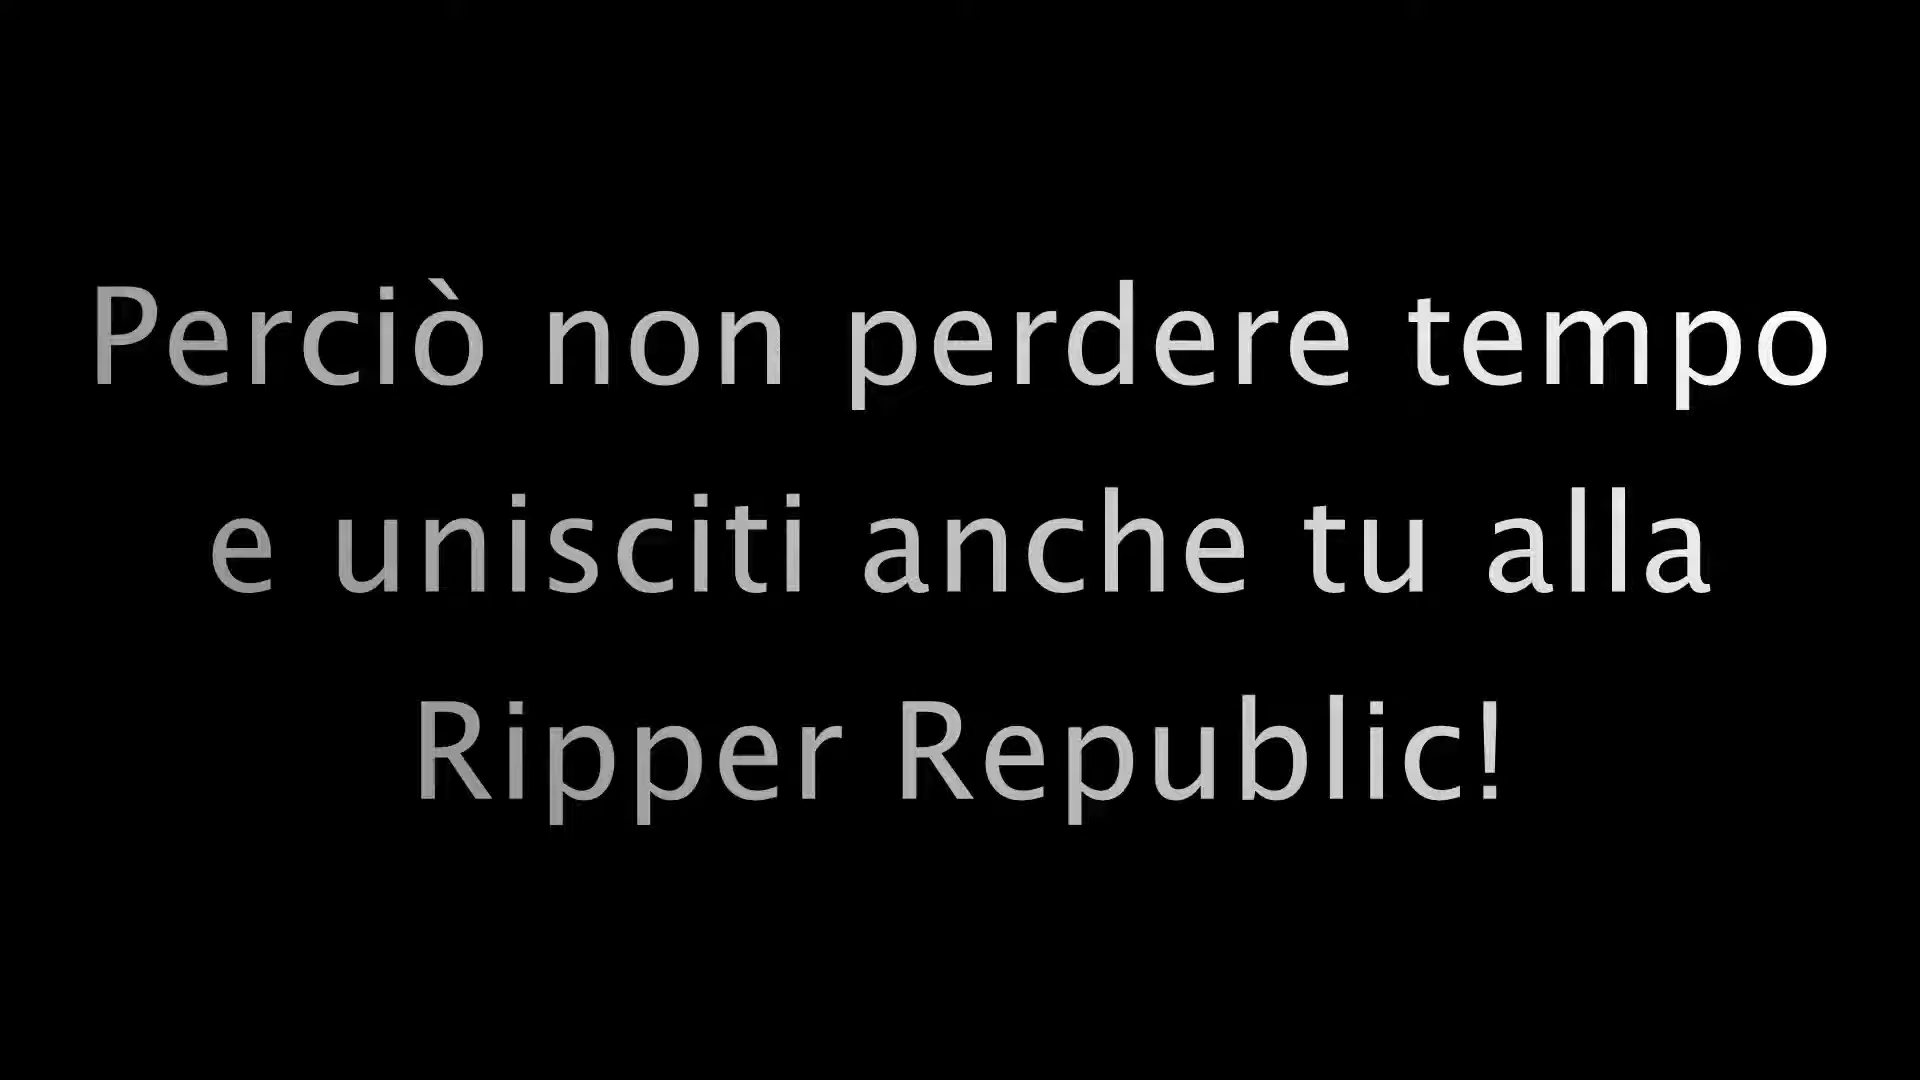 Perciò non perdere tempo
e unisciti anche tu alla
Ripper Republic!